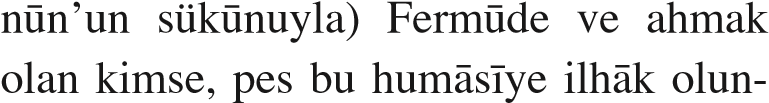 nūn’un sükūnuyla) Fermūde ve ahmak
olan kimse, pes bu humāsīye ilhāk olun-